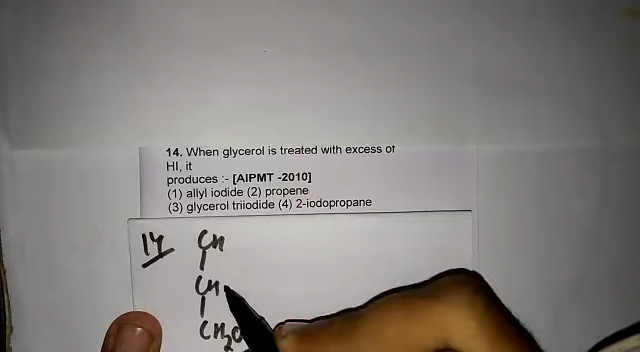 14. When glycerol is treated with excess of
HI, it
produces :- [AIPMT -2010]
(1) allyl iodide (2) propene
(3) glycerol triiodide (4) 2-iodopropane
14 CH
CH
CH2O